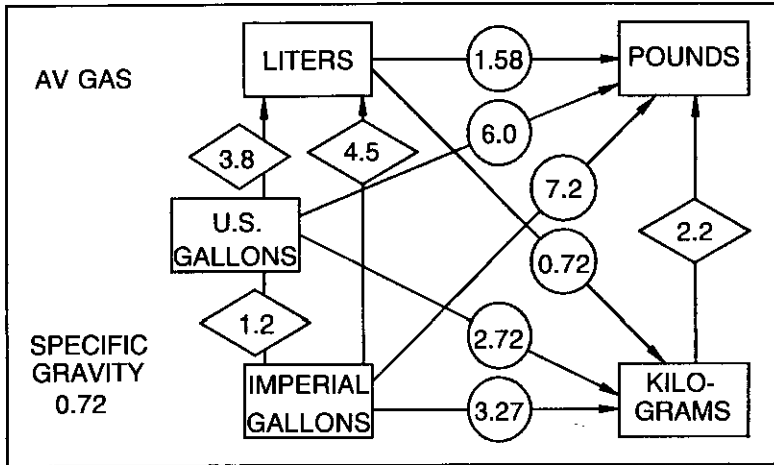 AV GAS
LITERS
1.58
POUNDS
3.8
4.5
6.0
7.2
U.S.
GALLONS
2.2
0.72
1.2
2.72
SPECIFIC
GRAVITY
0.72
IMPERIAL
GALLONS
3.27
KILO-
GRAMS